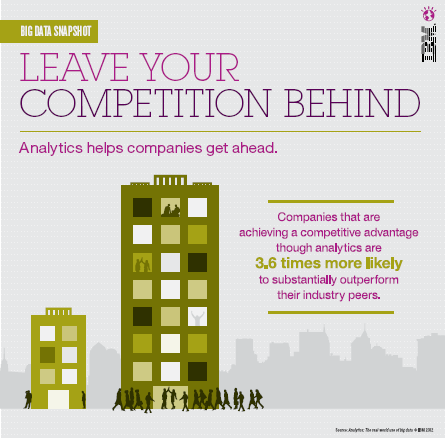 BIG DATA SNAPSHOT
LEAVE YOUR
COMPETITION BEHIND
Analytics helps companies get ahead.
Companies that are
achieving a competitive advantage
though analytics are
3.6 times more likely
to substantially outperform
their industry peers.
Source: Analytics: The real-world use of big data © IBM 2012